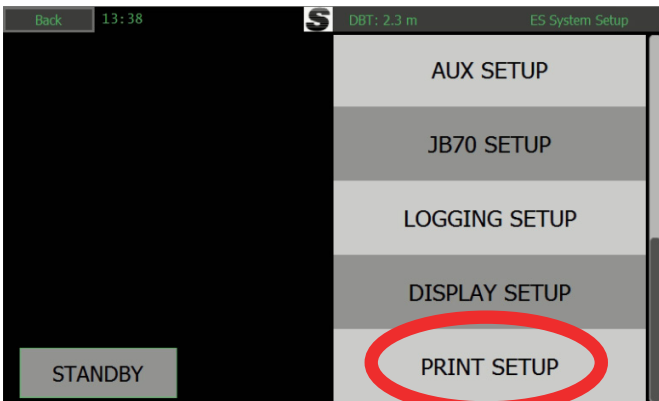 Back 13:38 S DBT: 2.3 m ES System Setup
AUX SETUP
JB70 SETUP
LOGGING SETUP
DISPLAY SETUP
PRINT SETUP
STANDBY